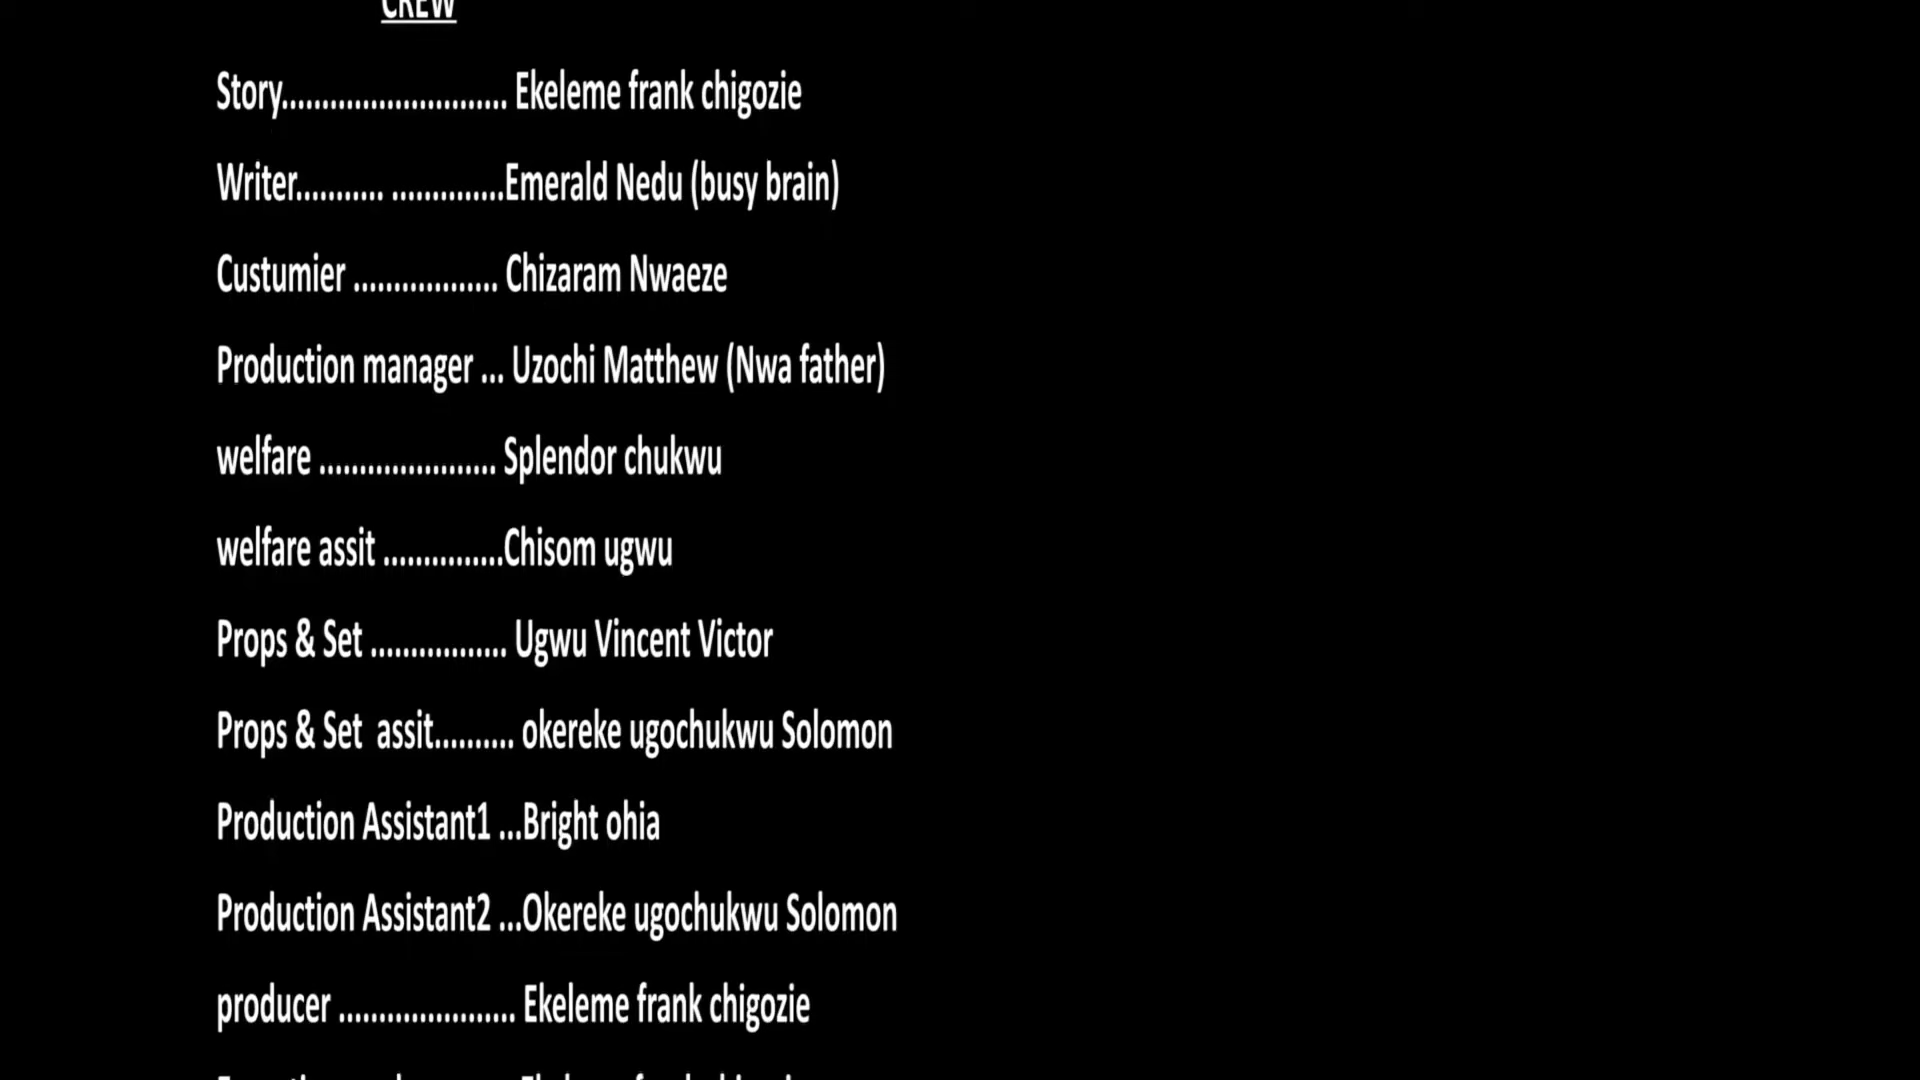 CREW
Story............................ Ekeleme frank chigozie
Writer........... ..............Emerald Nedu (busy brain)
Custumier .................. Chizaram Nwaeze
Production manager ... Uzochi Matthew (Nwa father)
welfare ...................... Splendor chukwu
welfare assit ...............Chisom ugwu
Props & Set ................. Ugwu Vincent Victor
Props & Set  assit.......... okereke ugochukwu Solomon
Production Assistant1 ...Bright ohia
Production Assistant2 ...Okereke ugochukwu Solomon
producer ...................... Ekeleme frank chigozie